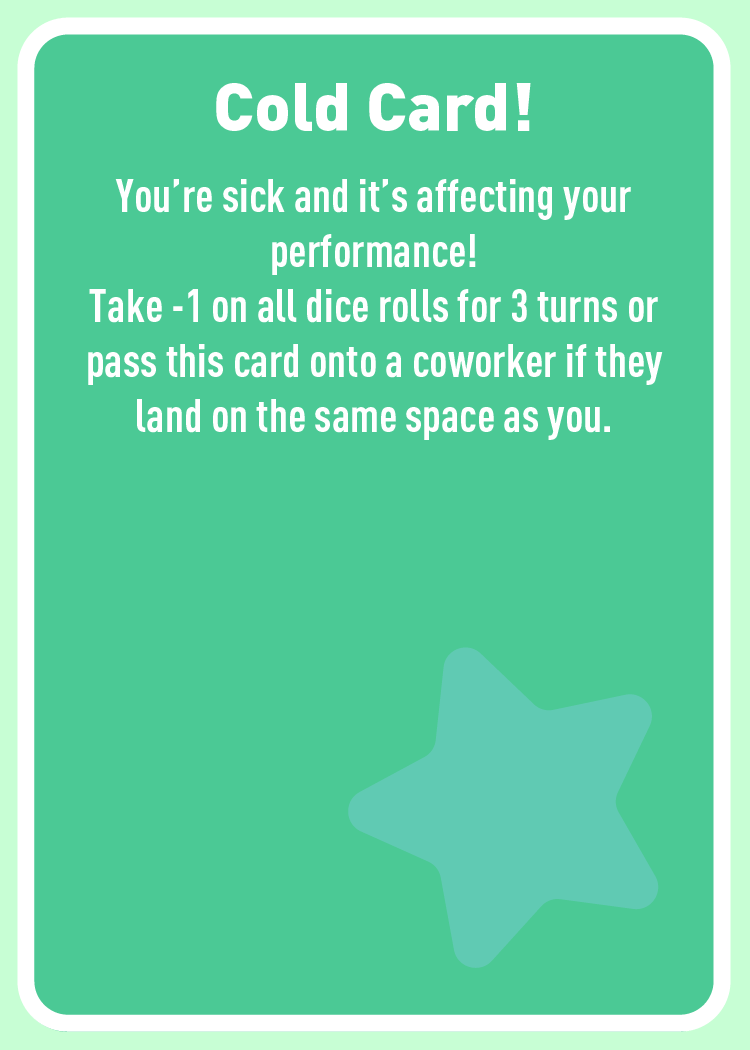 Cold Card!
You’re sick and it’s affecting your
performance!
Take -1 on all dice rolls for 3 turns or
pass this card onto a coworker if they
land on the same space as you.